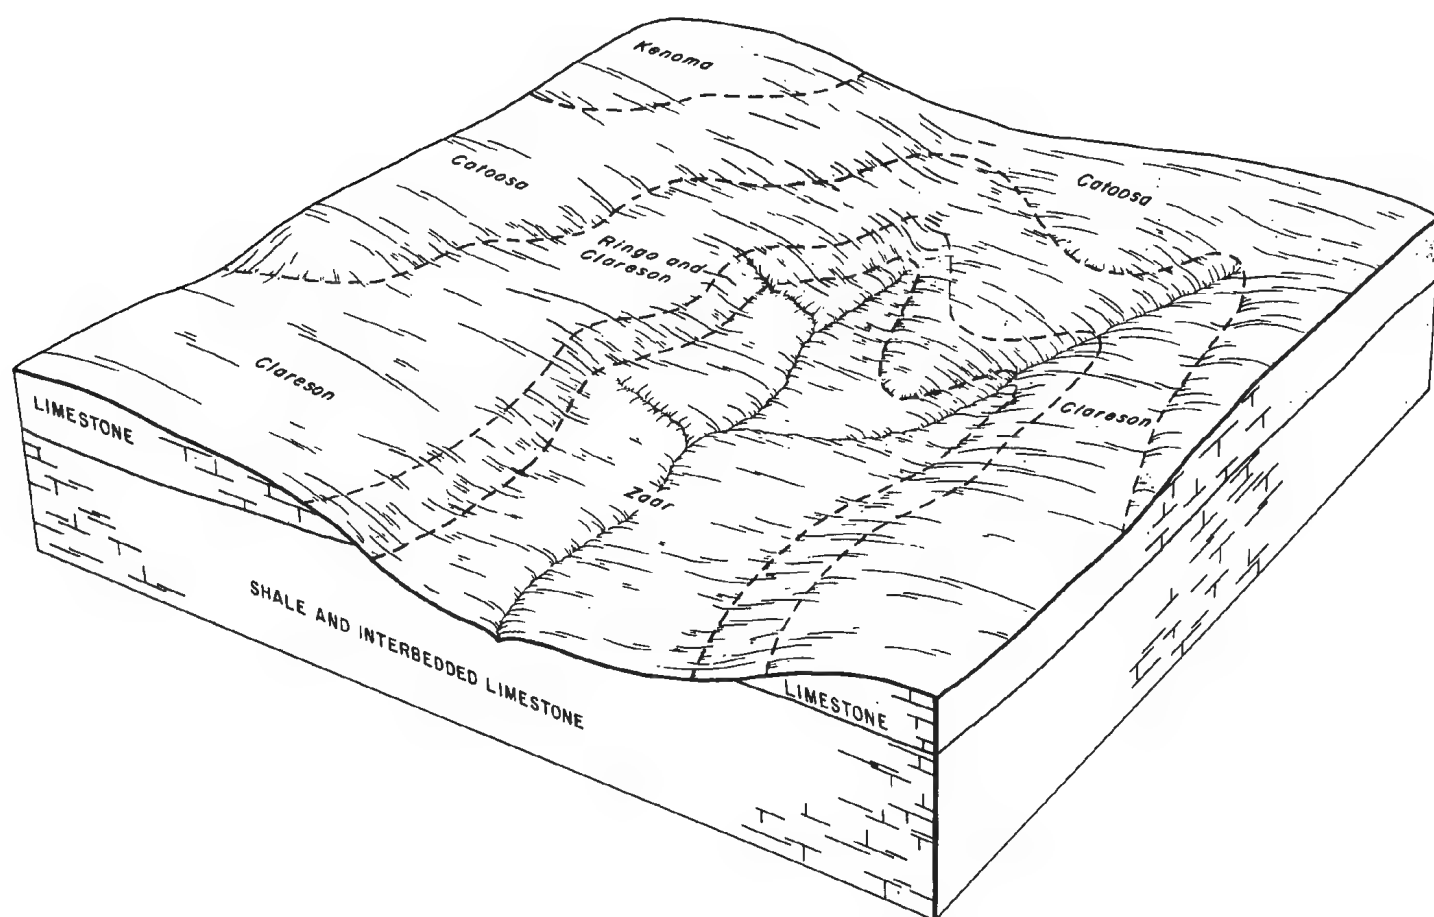 Kenoma
Catoosa
Catoosa
Ringo and
Clareson
Clareson
Clareson
LIMESTONE
Zaar
SHALE AND INTERBEDDED LIMESTONE
LIMESTONE